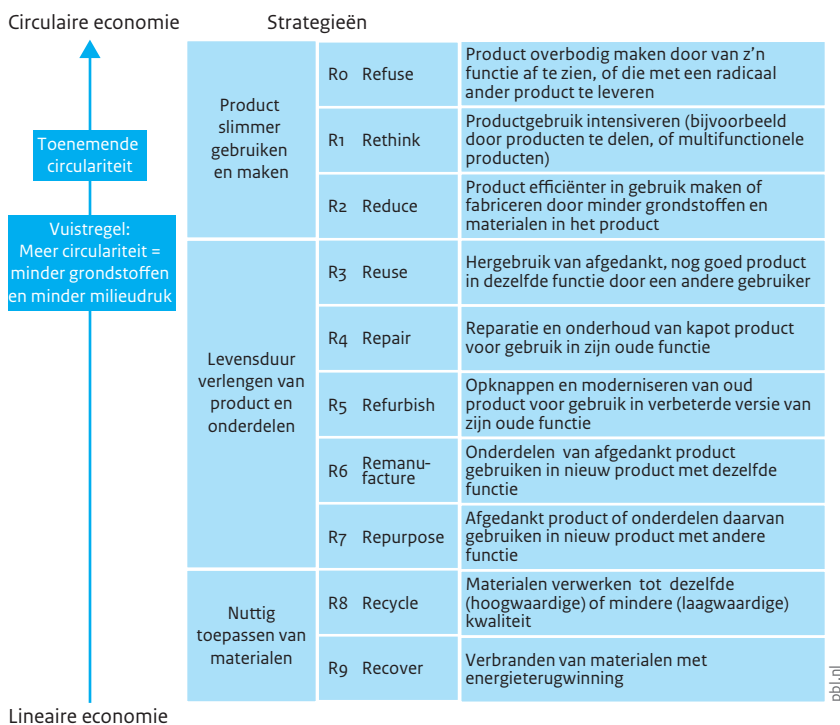 Circulaire economie
Strategieën
Toenemende
circulariteit
Vuistregel:
Meer circulariteit =
minder grondstoffen
en minder milieudruk
Lineaire economie
Product
slimmer
gebruiken
en maken
R0 Refuse
Product overbodig maken door van z'n
functie af te zien, of die met een radicaal
ander product te leveren
R1 Rethink
Productgebruik intensiveren (bijvoorbeeld
door producten te delen, of multifunctionele
producten)
R2 Reduce
Product efficiënter in gebruik maken of
fabriceren door minder grondstoffen en
materialen in het product
Levensduur
verlengen van
product en
onderdelen
R3 Reuse
Hergebruik van afgedankt, nog goed product
in dezelfde functie door een andere gebruiker
R4 Repair
Reparatie en onderhoud van kapot product
voor gebruik in zijn oude functie
R5 Refurbish
Opknappen en moderniseren van oud
product voor gebruik in verbeterde versie van
zijn oude functie
R6 Remanu-
facture
Onderdelen van afgedankt product
gebruiken in nieuw product met dezelfde
functie
R7 Repurpose
Afgedankt product of onderdelen daarvan
gebruiken in nieuw product met andere
functie
Nuttig
toepassen van
materialen
R8 Recycle
Materialen verwerken tot dezelfde
(hoogwaardige) of mindere (laagwaardige)
kwaliteit
R9 Recover
Verbranden van materialen met
energieterugwinning
pbl.nl